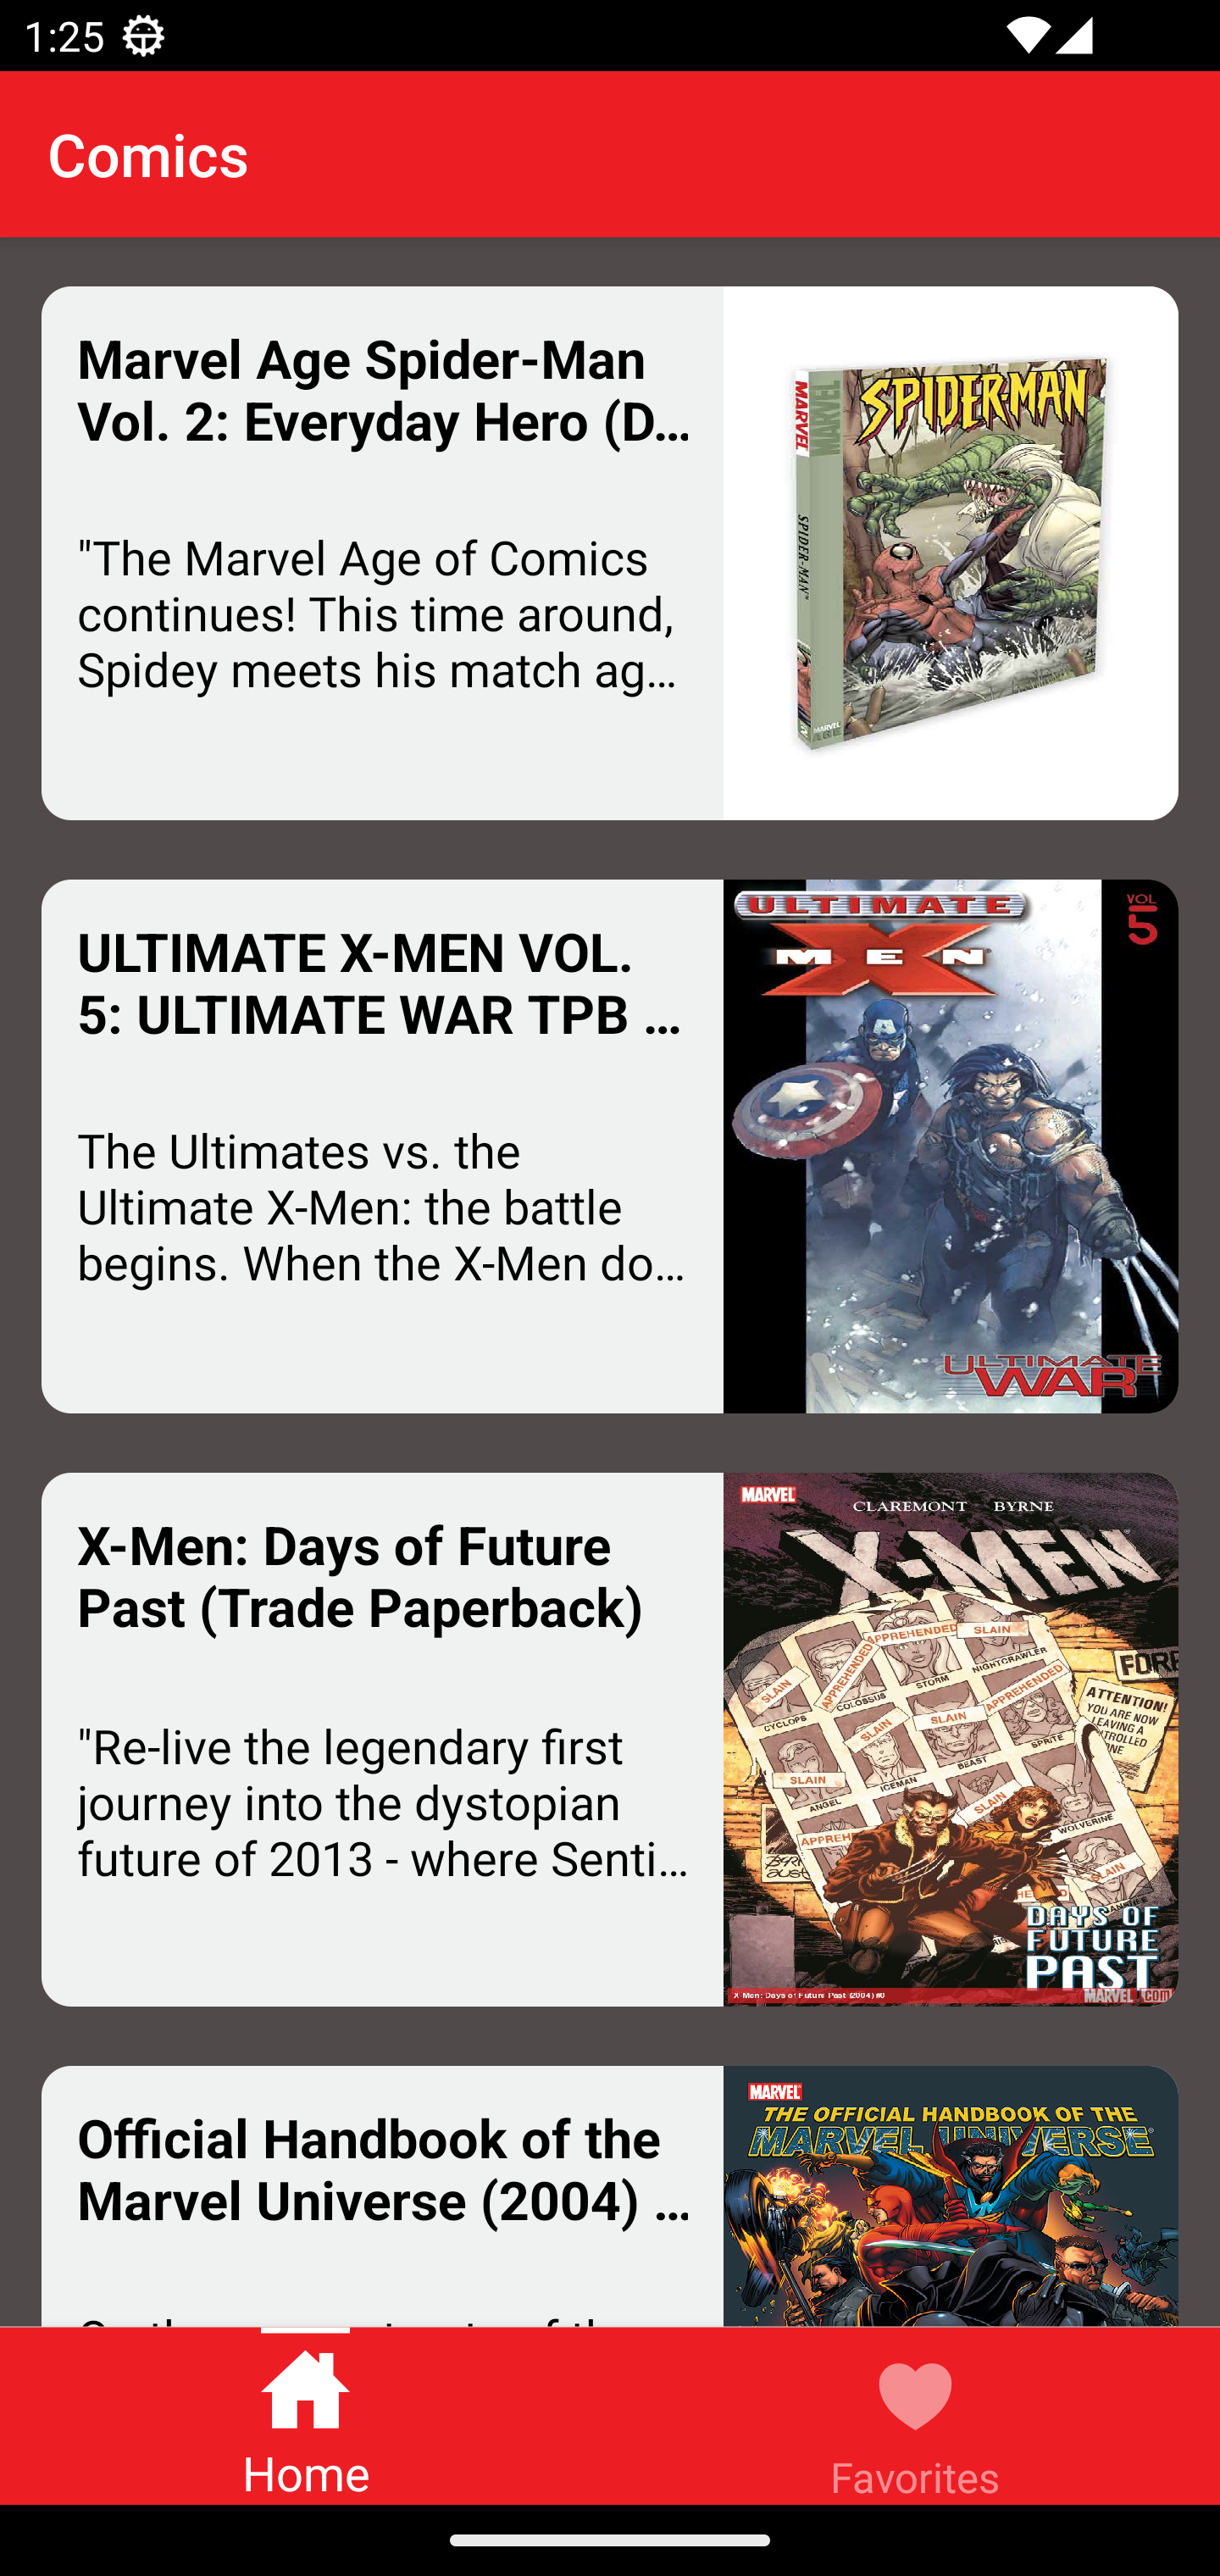 1:25
Comics
Marvel Age Spider-Man
Vol. 2: Everyday Hero (D...
"The Marvel Age of Comics
continues! This time around,
Spidey meets his match ag...
MARVEL
SPIDER-MAN
SPIDER-MAN
MARVEL
ULTIMATE X-MEN VOL.
5: ULTIMATE WAR TPB ...
The Ultimates vs. the
Ultimate X-Men: the battle
begins. When the X-Men do...
ULTIMATE
X
MEN
VOL
5
ULTIMATE
WAR
X-Men: Days of Future
Past (Trade Paperback)
"Re-live the legendary first
journey into the dystopian
future of 2013 - where Senti...
MARVEL
CLAREMONT BYRNE
X-MEN
SLAIN
APPREHENDED
APPREHENDED
SLAIN
CYCLOPS
COLOSSUS
STORM
NIGHTCRAWLER
SLAIN
SLAIN
APPREHENDED
ICEMAN
BEAST
SPRITE
SLAIN
ANGEL
SLAIN
WOLVERINE
APPREH
SLAIN
FORE
ATTENTION!
YOU ARE NOW
LEAVING A
TROLLED
ONE
DAYS OF
FUTURE
PAST
X-Men: Days of Future Past (2004) #0
MARVEL.COM
Official Handbook of the
Marvel Universe (2004) ...
MARVEL
THE OFFICIAL HANDBOOK OF THE
MARVEL UNIVERSE
Home
Favorites